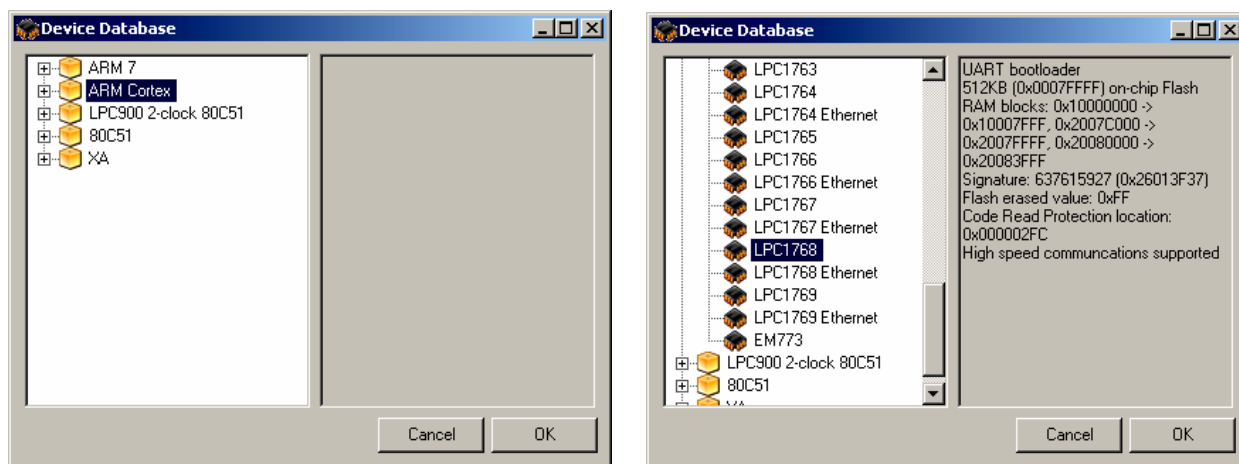 Device Database
ARM 7
ARM Cortex
LPC900 2-clock 80C51
80C51
XA
Cancel
OK
Device Database
LPC1763
LPC1764
LPC1764 Ethernet
LPC1765
LPC1766
LPC1766 Ethernet
LPC1767
LPC1767 Ethernet
LPC1768
LPC1768 Ethernet
LPC1769
LPC1769 Ethernet
EM773
LPC900 2-clock 80C51
80C51
UART bootloader
512KB (0x0007FFFF) on-chip Flash
RAM blocks: 0x10000000 ->
0x10007FFF, 0x2007C000 ->
0x2007FFFF, 0x20080000 ->
0x20083FFF
Signature: 637615927 (0x26013F37)
Flash erased value: 0xFF
Code Read Protection location:
0x000002FC
High speed communcations supported
Cancel
OK